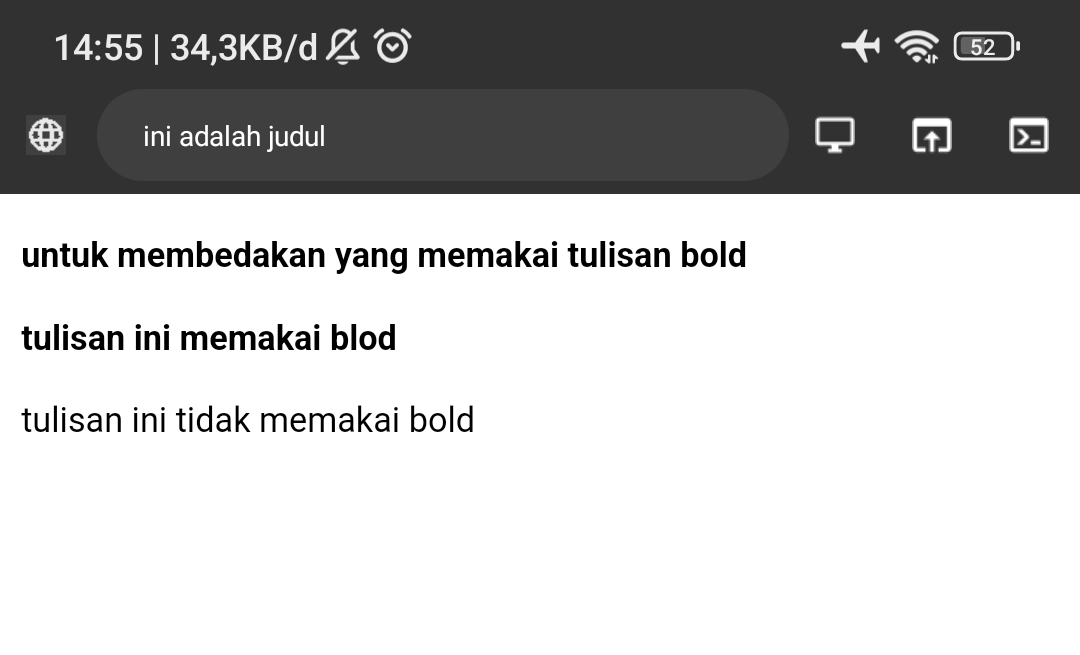 14:55 | 34,3KB/d
52
ini adalah judul
untuk membedakan yang memakai tulisan bold
tulisan ini memakai blod
tulisan ini tidak memakai bold